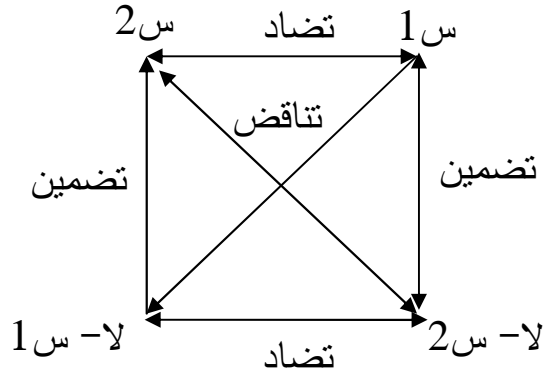 س1
تضاد
س2
تناقض
تضمين
تضمين
لا- س2
لا- س1
تضاد